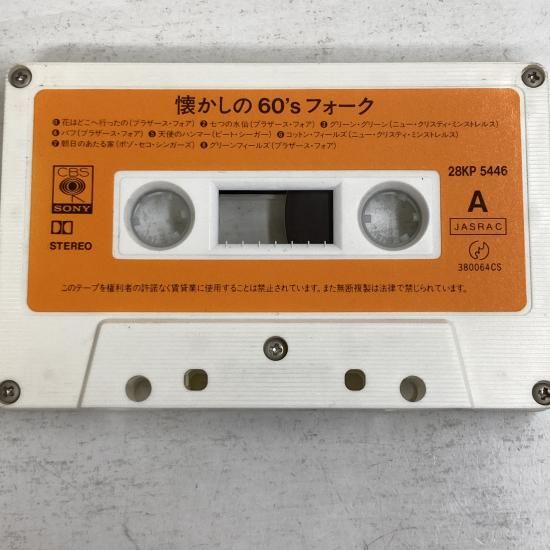 懐かしの 60'sフォーク
❶花はどこへ行ったの(ブラザース・フォア) ❷七つの水仙(ブラザース・フォア) ❸グリーン・グリーン(ニュー・クリスティ・ミンストレルス)
❹パフ(ブラザース・フォア) ❺天使のハンマー(ピート・シーガー) ❻コットン・フィールズ(ニュー・クリスティ・ミンストレルス)
❼朝日のあたる家(ボゾ・セコ・シンガーズ) ❽グリーンフィールズ(ブラザース・フォア)
CBS
SONY
STEREO
28KP 5446
A
JASRAC
380064CS
このテープを権利者の許諾なく賃貸業に使用することは禁止されています。また無断複製は法律で禁じられています。